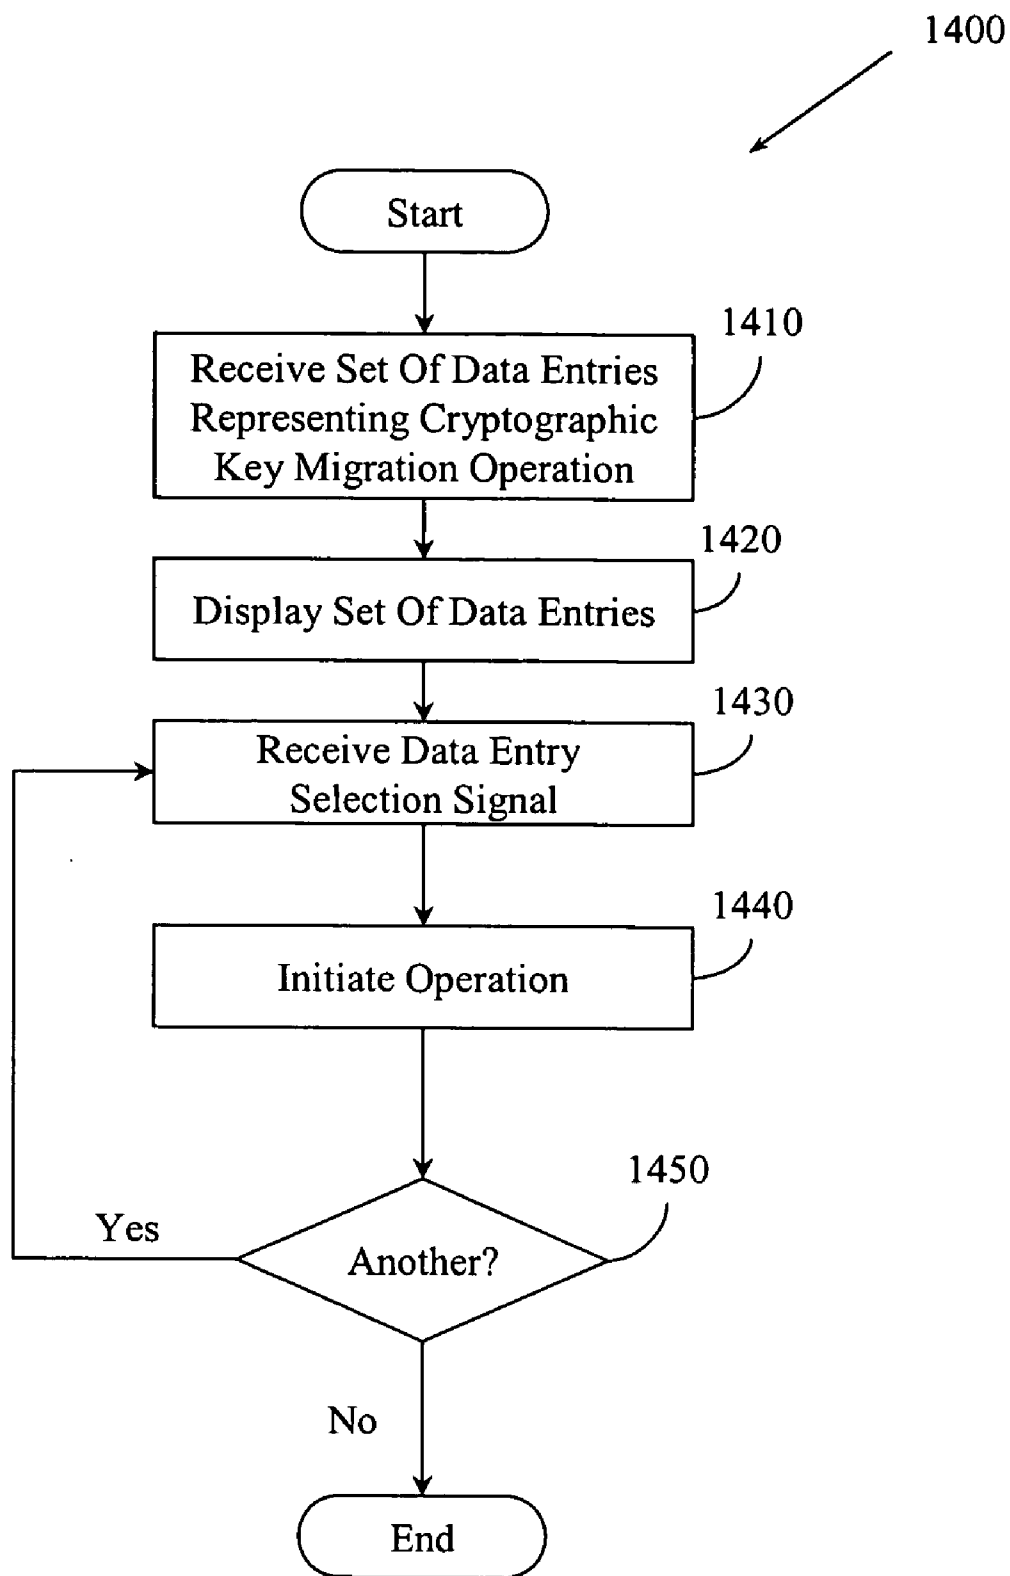 1400
Start
1410
Receive Set Of Data Entries
Representing Cryptographic
Key Migration Operation
1420
Display Set Of Data Entries
1430
Receive Data Entry
Selection Signal
1440
Initiate Operation
1450
Yes
Another?
No
End